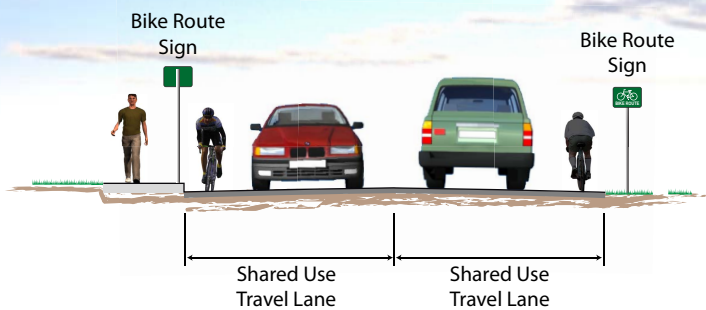 Bike Route
Sign
Bike Route
Sign
BIKE ROUTE
Shared Use
Travel Lane
Shared Use
Travel Lane